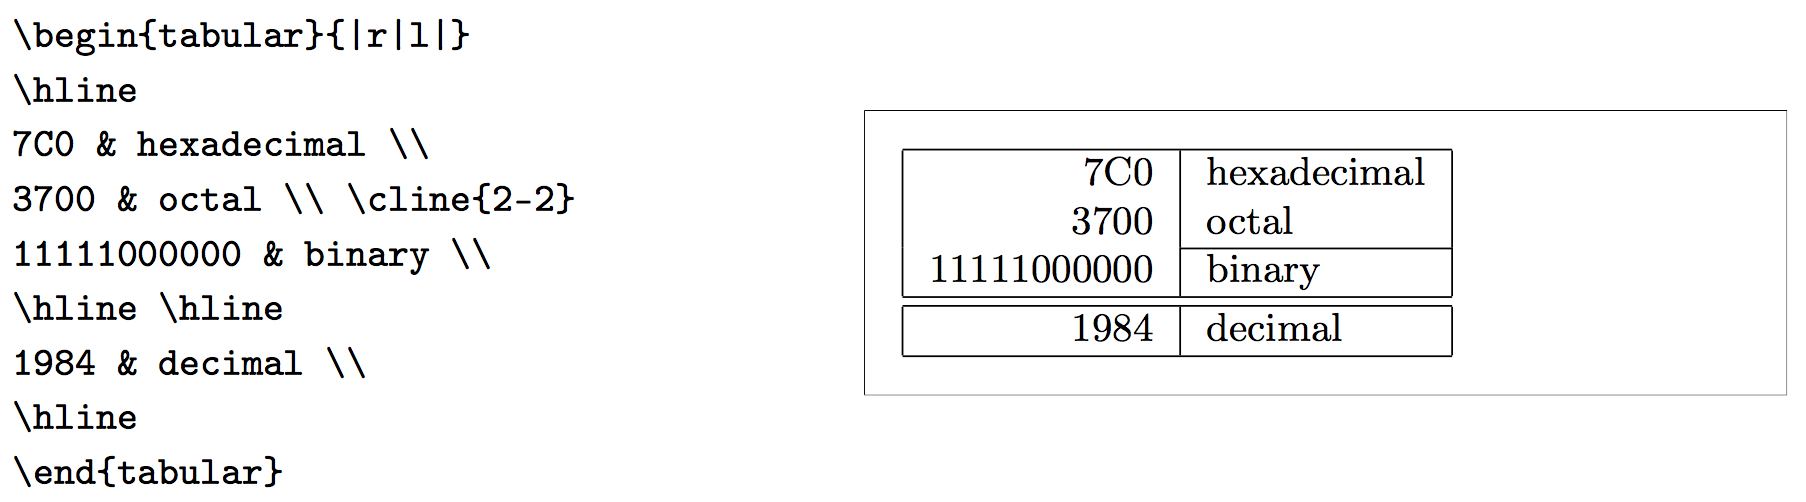 \begin{tabular}{|r|l|}
\hline
7C0 & hexadecimal \\
3700 & octal \\ \cline{2-2}
11111000000 & binary \\
\hline \hline
1984 & decimal \\
\hline
\end{tabular}
7C0 hexadecimal
3700 octal
11111000000 binary
1984 decimal